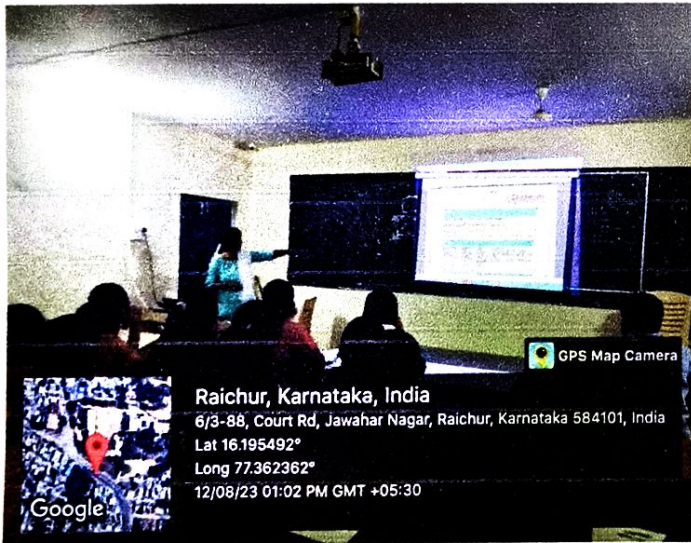 GPS Map Camera
Raichur, Karnataka, India
6/3-88, Court Rd, Jawahar Nagar, Raichur, Karnataka 584101, India
Lat 16.195492°
Long 77.362362°
12/08/23 01:02 PM GMT +05:30
Google